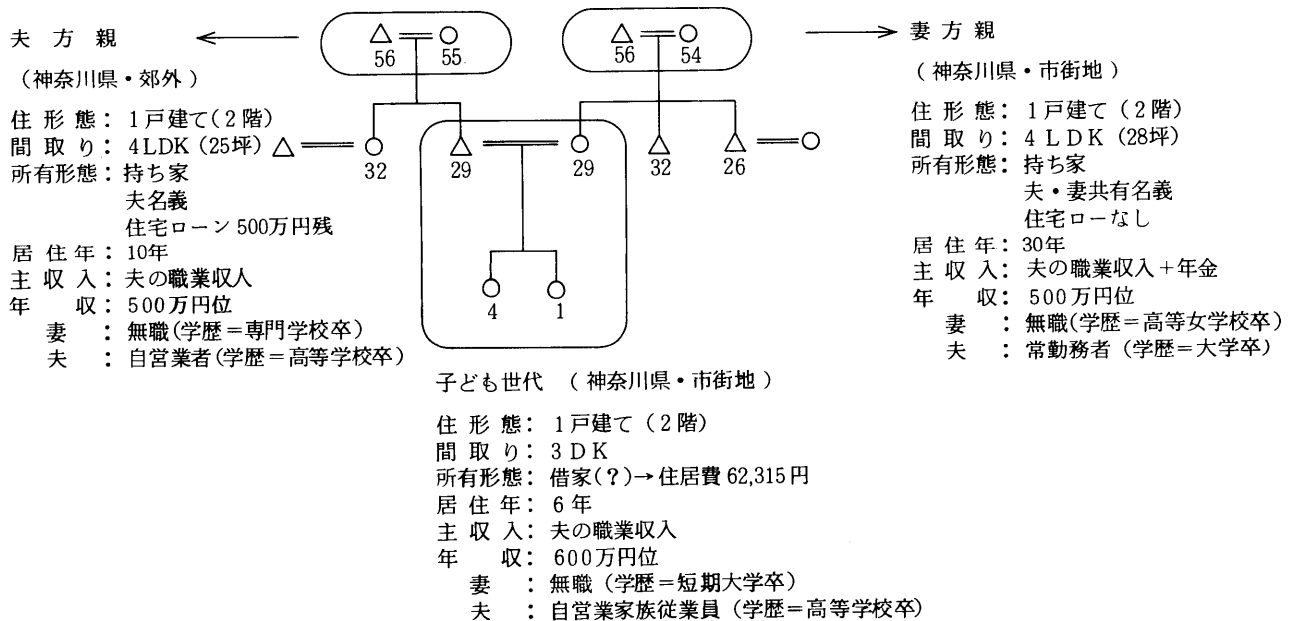 夫方親
(神奈川県・郊外)
住形態：1戸建て(2階)
間取り：4LDK(25坪)
所有形態：持ち家
夫名義
住宅ローン500万円残
居住年：10年
主収入：夫の職業収人
年収：500万円位
妻：無職(学歴＝専門学校卒)
夫：自営業者(学歴＝高等学校卒)
56 55
56 54
32 29 29 32 26
4 1
妻方親
(神奈川県・市街地)
住形態：1戸建て(2階)
間取り：4LDK(28坪)
所有形態：持ち家
夫・妻共有名義
住宅ローなし
居住年：30年
主収入：夫の職業収入＋年金
年収：500万円位
妻：無職(学歴＝高等女学校卒)
夫：常勤務者(学歴＝大学卒)
子ども世代 (神奈川県・市街地)
住形態：1戸建て(2階)
間取り：3DK
所有形態：借家(？)→住居費62,315円
居住年：6年
主収入：夫の職業収入
年収：600万円位
妻：無職(学歴＝短期大学卒)
夫：自営業家族従業員(学歴＝高等学校卒)